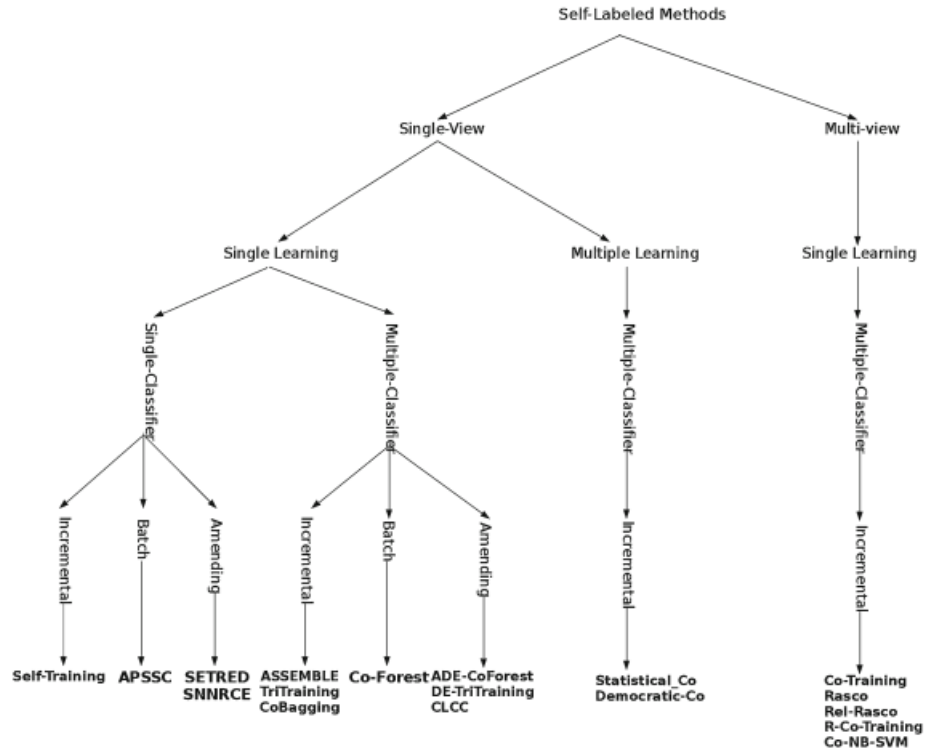 Self-Labeled Methods
Single-View
Multi-view
Single Learning
Multiple Learning
Single Learning
Single-Classifier
Multiple-Classifier
Multiple-Classifier
Multiple-Classifier
Incremental
Batch
Amending
Incremental
Batch
Amending
Incremental
Incremental
Self-Training
APSSC
SETRED
SNNRCE
ASSEMBLE
TriTraining
CoBagging
Co-Forest
ADE-CoForest
DE-TriTraining
CLCC
Statistical_Co
Democratic-Co
Co-Training
Rasco
Rel-Rasco
R-Co-Training
Co-NB-SVM